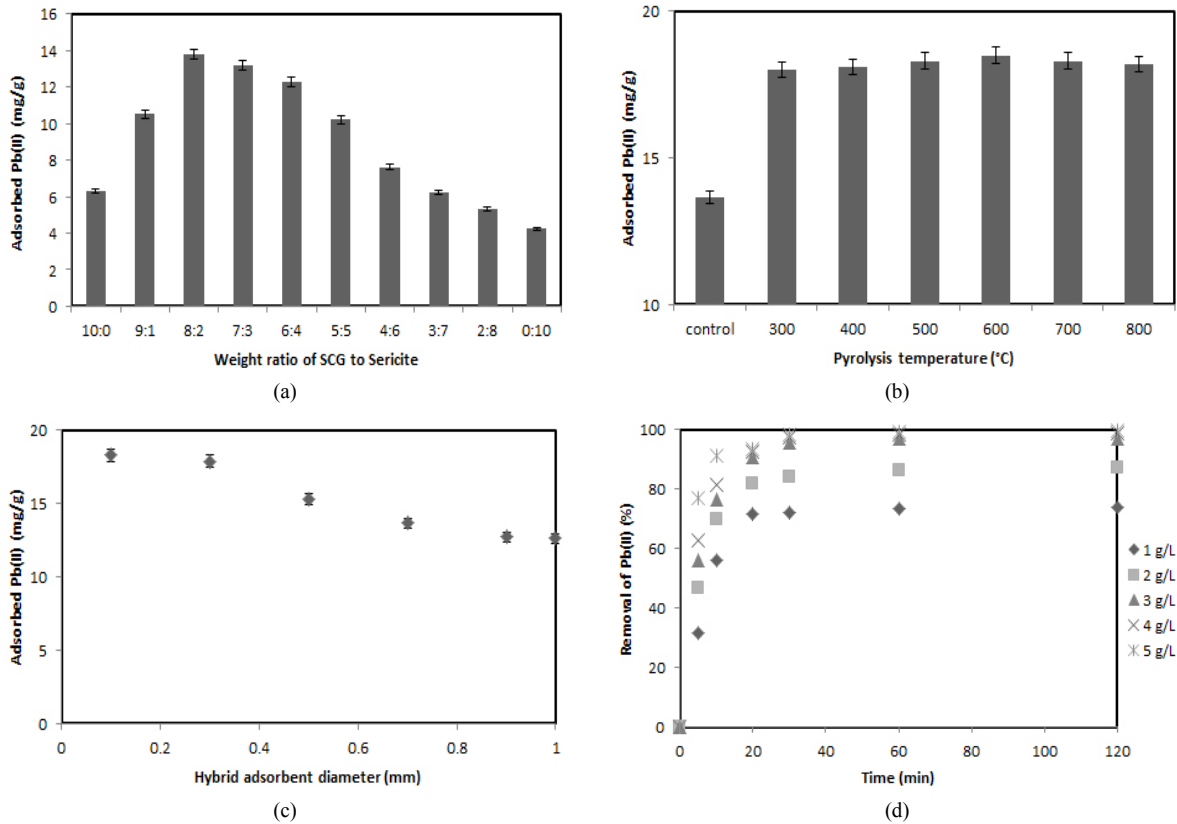 Adsorbed Pb(II) (mg/g)
16
14
12
10
8
6
4
2
0
10:0 9:1 8:2 7:3 6:4 5:5 4:6 3:7 2:8 0:10
Weight ratio of SCG to Sericite
(a)
Adsorbed Pb(II) (mg/g)
20
18
15
13
10
control 300 400 500 600 700 800
Pyrolysis temperature (°C)
(b)
Adsorbed Pb(II) (mg/g)
20
15
10
5
0
0 0.2 0.4 0.6 0.8 1
Hybrid adsorbent diameter (mm)
(c)
Removal of Pb(II) (%)
100
80
60
40
20
0
0 20 40 60 80 100 120
Time (min)
1 g/L
2 g/L
3 g/L
4 g/L
5 g/L
(d)